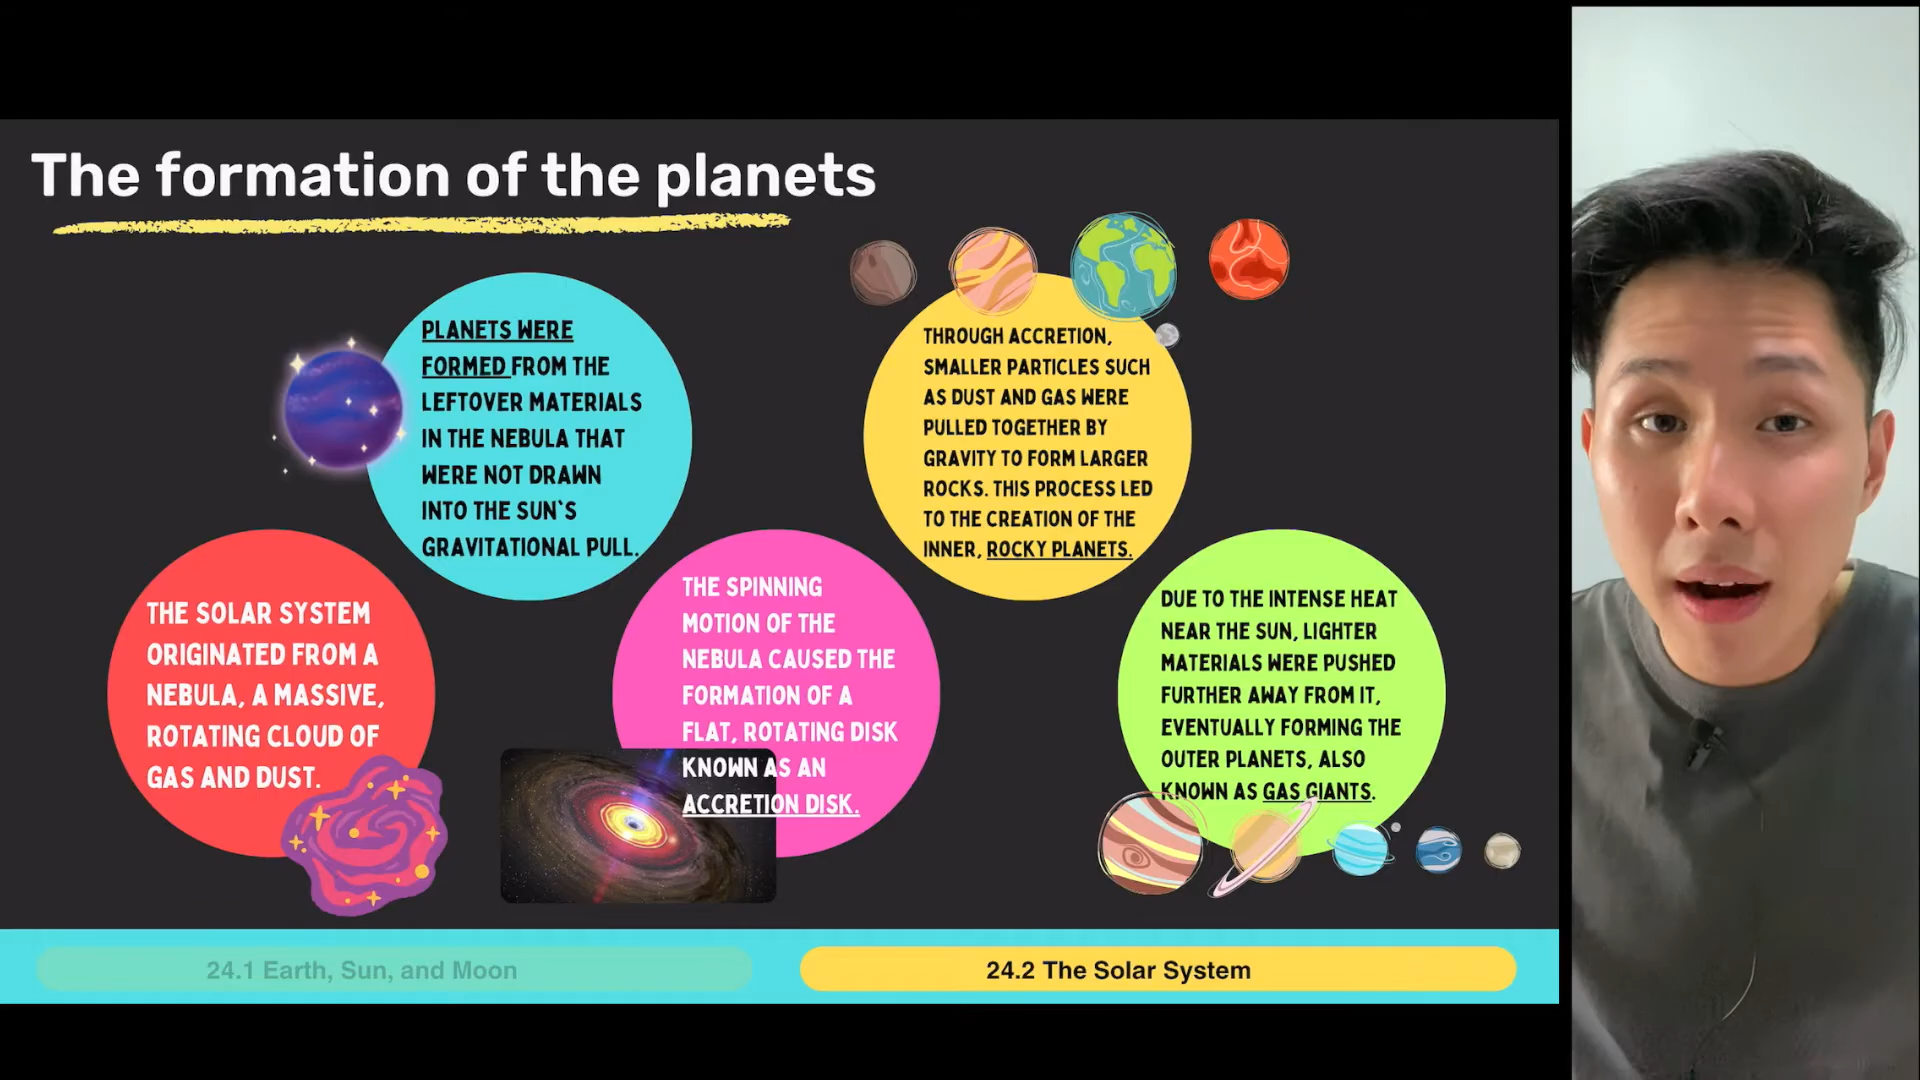 The formation of the planets
THE SOLAR SYSTEM
ORIGINATED FROM A
NEBULA, A MASSIVE,
ROTATING CLOUD OF
GAS AND DUST.
PLANETS WERE
FORMED FROM THE
LEFTOVER MATERIALS
IN THE NEBULA THAT
WERE NOT DRAWN
INTO THE SUN`S
GRAVITATIONAL PULL.
THE SPINNING
MOTION OF THE
NEBULA CAUSED THE
FORMATION OF A
FLAT, ROTATING DISK
KNOWN AS AN
ACCRETION DISK.
THROUGH ACCRETION,
SMALLER PARTICLES SUCH
AS DUST AND GAS WERE
PULLED TOGETHER BY
GRAVITY TO FORM LARGER
ROCKS. THIS PROCESS LED
TO THE CREATION OF THE
INNER, ROCKY PLANETS.
DUE TO THE INTENSE HEAT
NEAR THE SUN, LIGHTER
MATERIALS WERE PUSHED
FURTHER AWAY FROM IT,
EVENTUALLY FORMING THE
OUTER PLANETS, ALSO
KNOWN AS GAS GIANTS.
24.1 Earth, Sun, and Moon
24.2 The Solar System